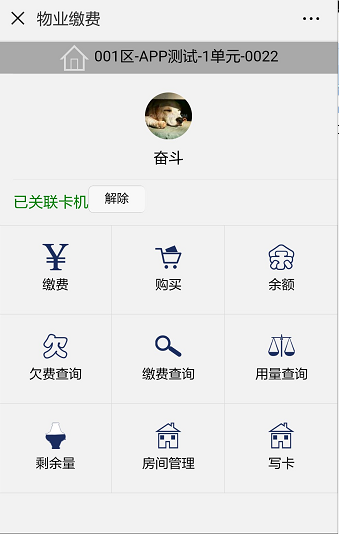 物业缴费
001区-APP测试-1单元-0022
奋斗
已关联卡机 解除
缴费 购买 余额
欠费查询 缴费查询 用量查询
剩余量 房间管理 写卡